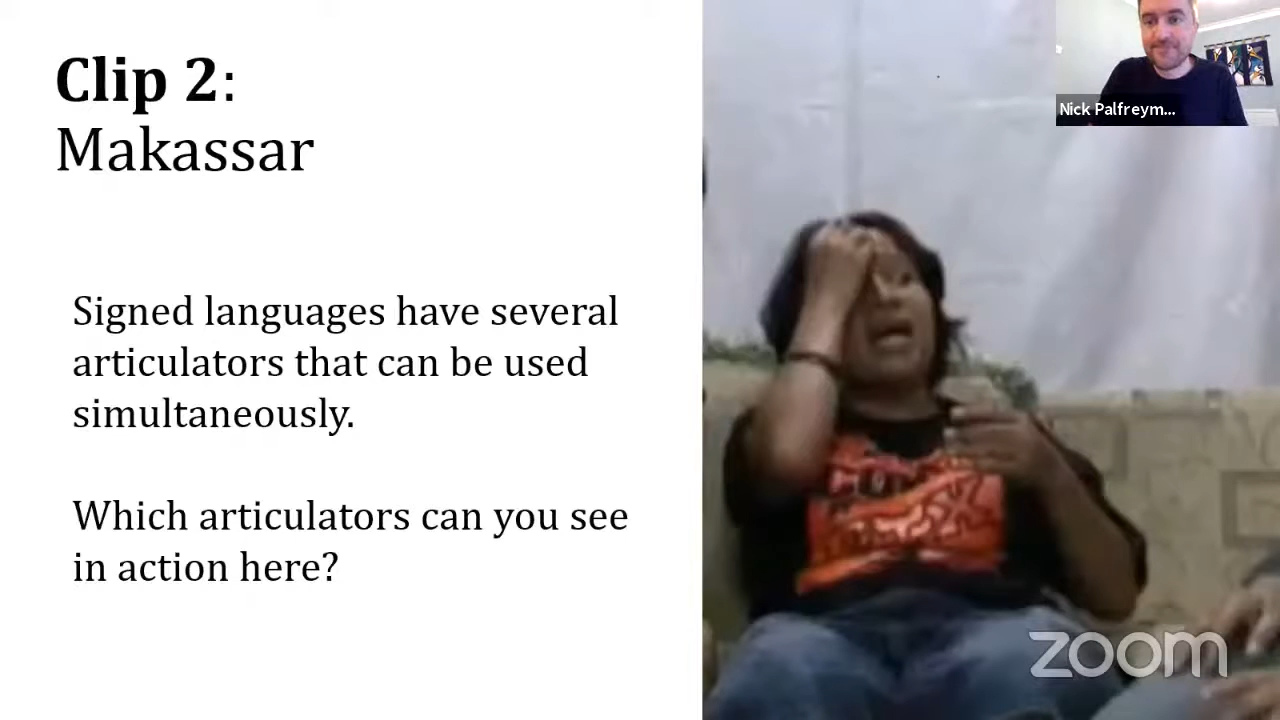 Clip 2:
Makassar
Signed languages have several
articulators that can be used
simultaneously.
Which articulators can you see
in action here?
Nick Palfreym...
zoom